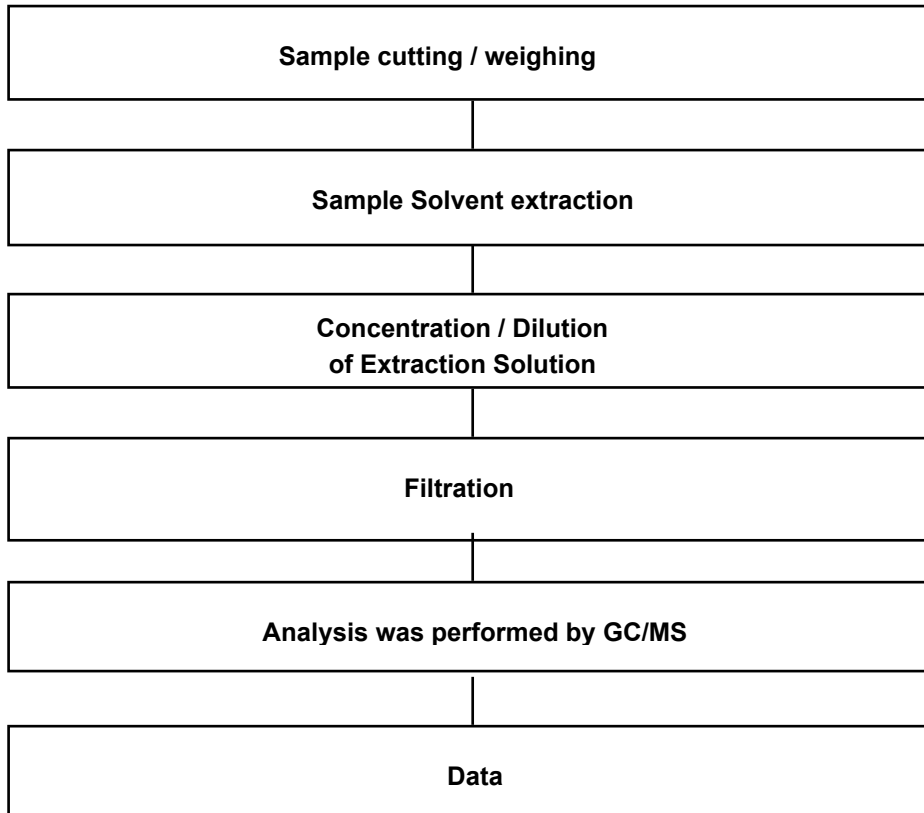 Sample cutting / weighing
Sample Solvent extraction
Concentration / Dilution
of Extraction Solution
Filtration
Analysis was performed by GC/MS
Data